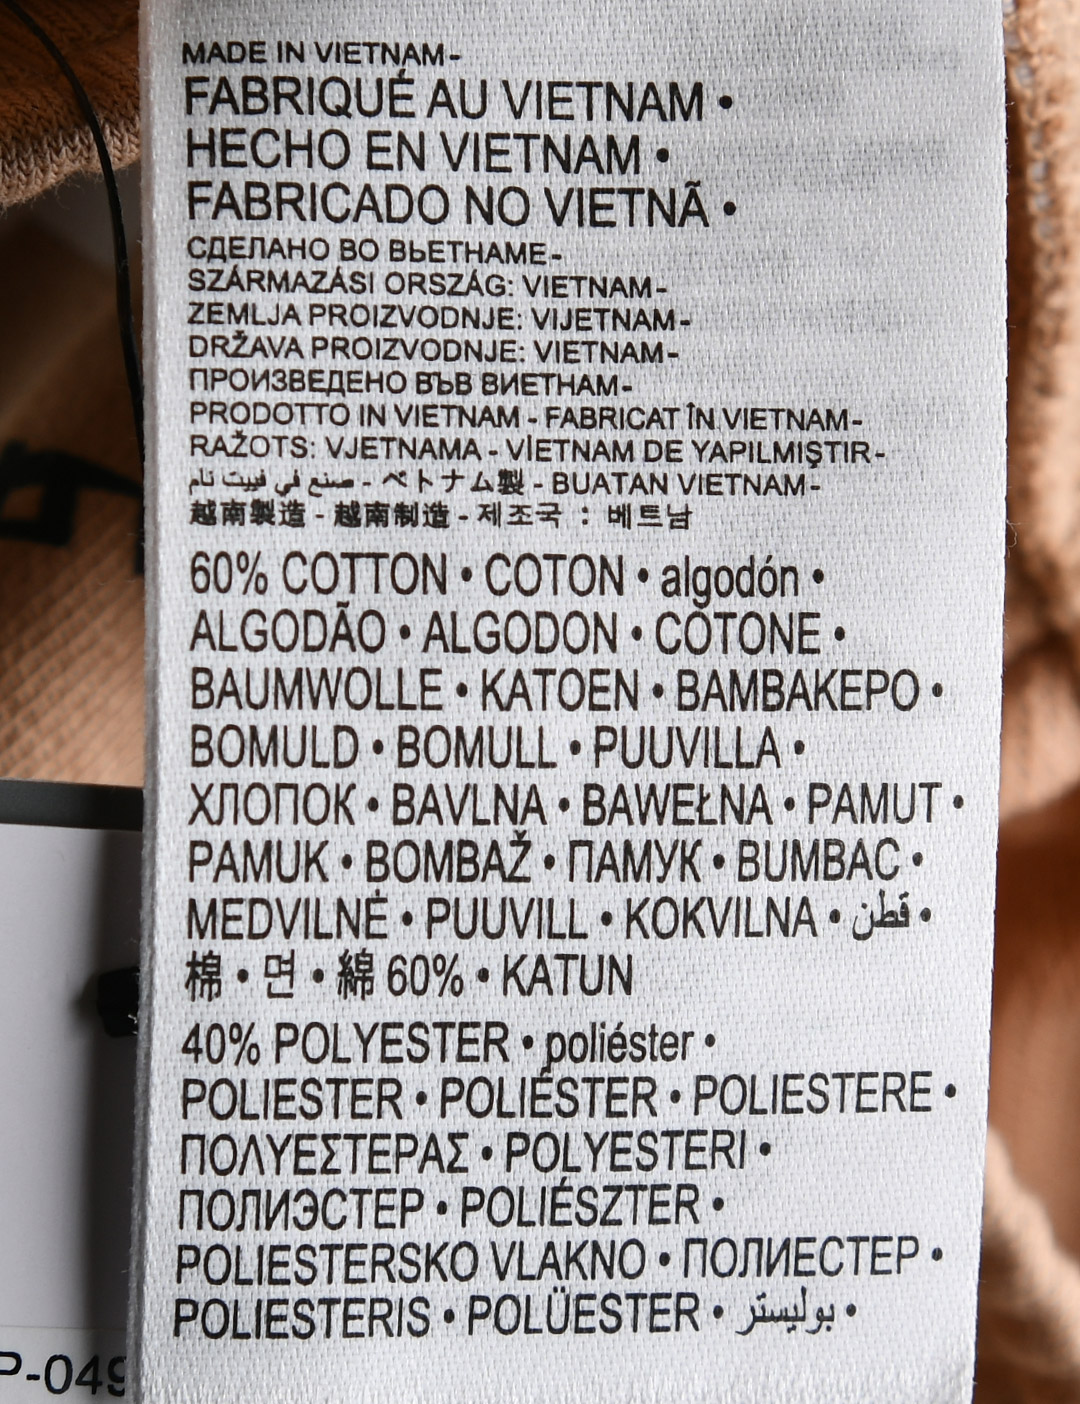 MADE IN VIETNAM-
FABRIQUÉ AU VIETNAM •
HECHO EN VIETNAM •
FABRICADO NO VIETNÃ •
СДЕЛАНО ВО ВЬЕТНАМЕ-
SZÁRMAZÁSI ORSZÁG: VIETNAM-
ZEMLJA PROIZVODNJE: VIJETNAM-
DRŽAVA PROIZVODNJE: VIETNAM-
ПРОИЗВЕДЕНО ВЪВ ВИЕТНАМ-
PRODOTTO IN VIETNAM - FABRICAT ÎN VIETNAM-
RAŽOTS: VJETNAMA - VİETNAM DE YAPILMIŞTIR-
صنع في فييت نام - ベトナム製 - BUATAN VIETNAM-
越南製造 - 越南制造 - 제조국 : 베트남
60% COTTON • COTON • algodón •
ALGODÃO • ALGODON • COTONE •
BAUMWOLLE • KATOEN • ΒΑΜΒΑΚΕΡΟ •
BOMULD • BOMULL • PUUVILLA •
ХЛОПОК • BAVLNA • BAWEŁNA • PAMUT •
PAMUK • BOMBAŽ • ПАМУК • BUMBAC •
MEDVILNĖ • PUUVILL • KOKVILNA • قطن •
棉 • 면 • 綿 60% • KATUN
40% POLYESTER • poliéster •
POLIESTER • POLIÉSTER • POLIESTERE •
ΠΟΛΥΕΣΤΕΡΑΣ • POLYESTERI •
ПОЛИЭСТЕР • POLIÉSZTER •
POLIESTERSKO VLAKNO • ПОЛИЕСТЕР •
POLIESTERIS • POLÜESTER • بوليستر •
P-049